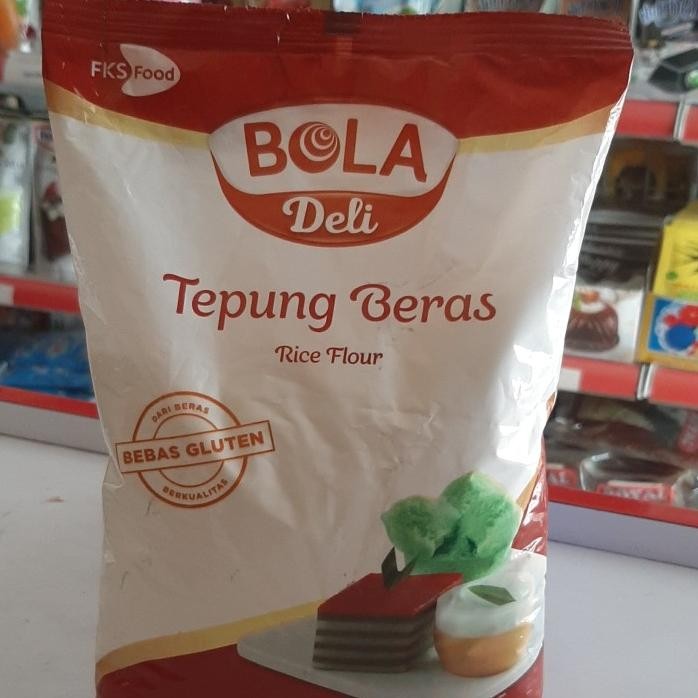 FKS Food
BOLA
Deli
Tepung Beras
Rice Flour
DARI BERAS
BEBAS GLUTEN
BERKUALITAS